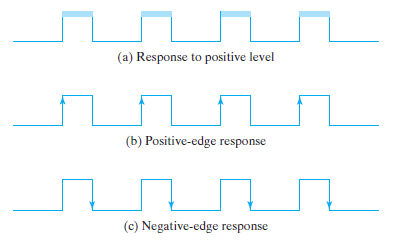 (a) Response to positive level
(b) Positive-edge response
(c) Negative-edge response